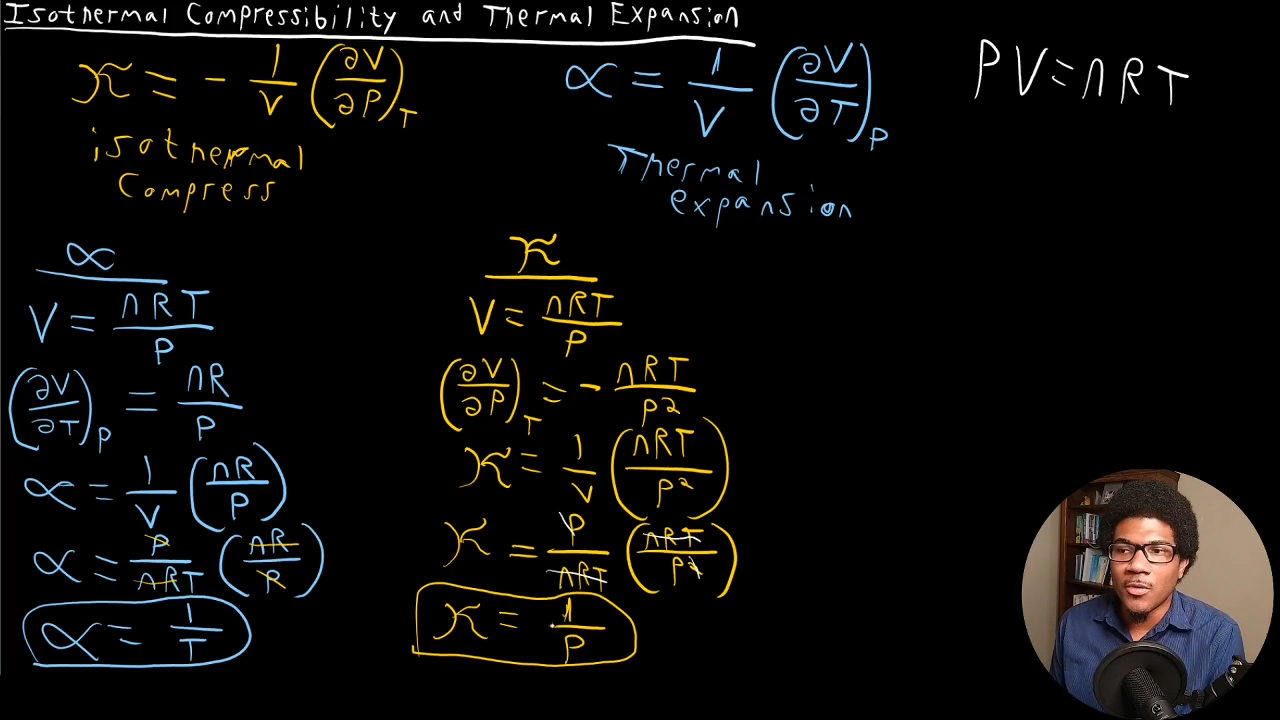 Isothermal Compressibility and Thermal Expansion
κ = - 1/V (∂V/∂P)_T
isothermal
Compress
α = 1/V (∂V/∂T)_P
Thermal
expansion
PV=nRT
α
V = nRT/P
(∂V/∂T)_P = nR/P
α = 1/V (nR/P)
α = P/nRT (nR/P)
α = 1/T
κ
V = nRT/P
(∂V/∂P)_T = - nRT/P²
κ = 1/V (nRT/P²)
κ = P/nRT (nRT/P²)
κ = 1/P